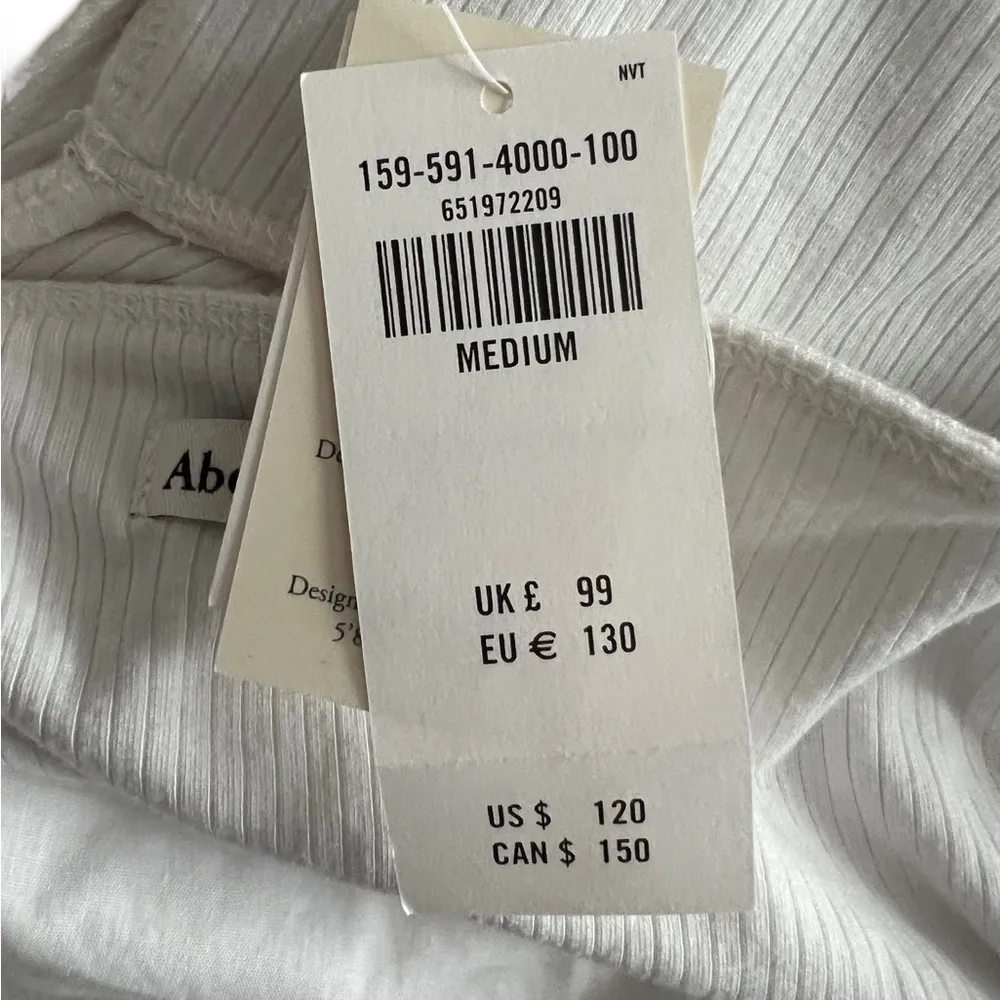 NVT
159-591-4000-100
651972209
MEDIUM
UK £ 99
EU € 130
US $ 120
CAN $ 150